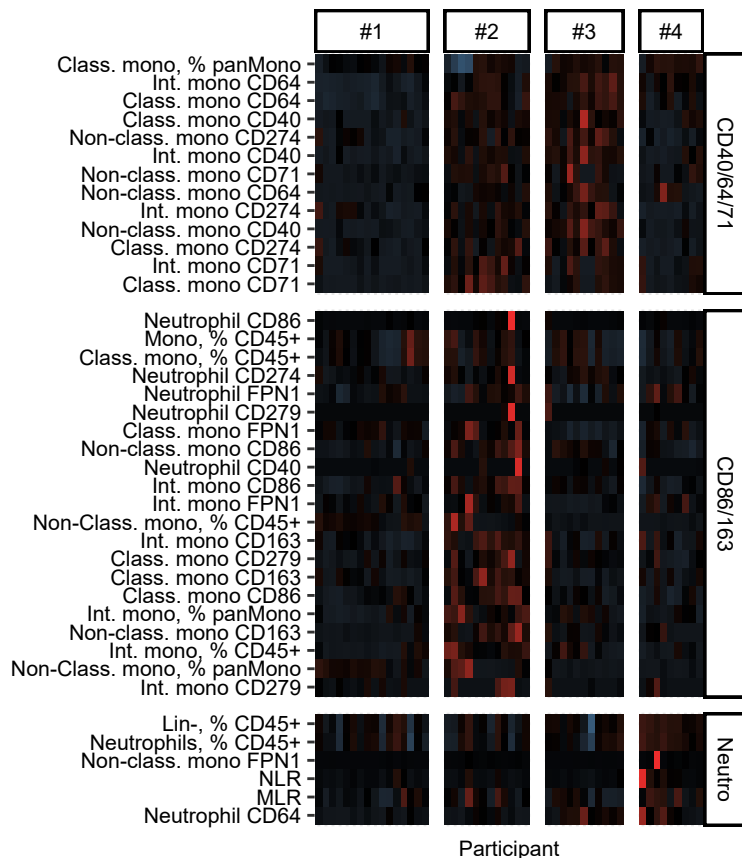 #1
#2
#3
#4
Class. mono, % panMono
Int. mono CD64
Class. mono CD64
Class. mono CD40
Non-class. mono CD274
Int. mono CD40
Non-class. mono CD71
Non-class. mono CD64
Int. mono CD274
Non-class. mono CD40
Class. mono CD274
Int. mono CD71
Class. mono CD71
CD40/64/71
Neutrophil CD86
Mono, % CD45+
Class. mono, % CD45+
Neutrophil CD274
Neutrophil FPN1
Neutrophil CD279
Class. mono FPN1
Non-class. mono CD86
Neutrophil CD40
Int. mono CD86
Int. mono FPN1
Non-Class. mono, % CD45+
Int. mono CD163
Class. mono CD279
Class. mono CD163
Class. mono CD86
Int. mono, % panMono
Non-class. mono CD163
Int. mono, % CD45+
Non-Class. mono, % panMono
Int. mono CD279
CD86/163
Lin-, % CD45+
Neutrophils, % CD45+
Non-class. mono FPN1
NLR
MLR
Neutrophil CD64
Neutro
Participant